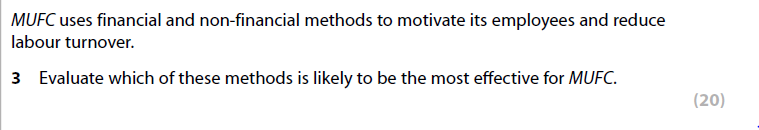 MUFC uses financial and non-financial methods to motivate its employees and reduce
labour turnover.
3 Evaluate which of these methods is likely to be the most effective for MUFC.
(20)